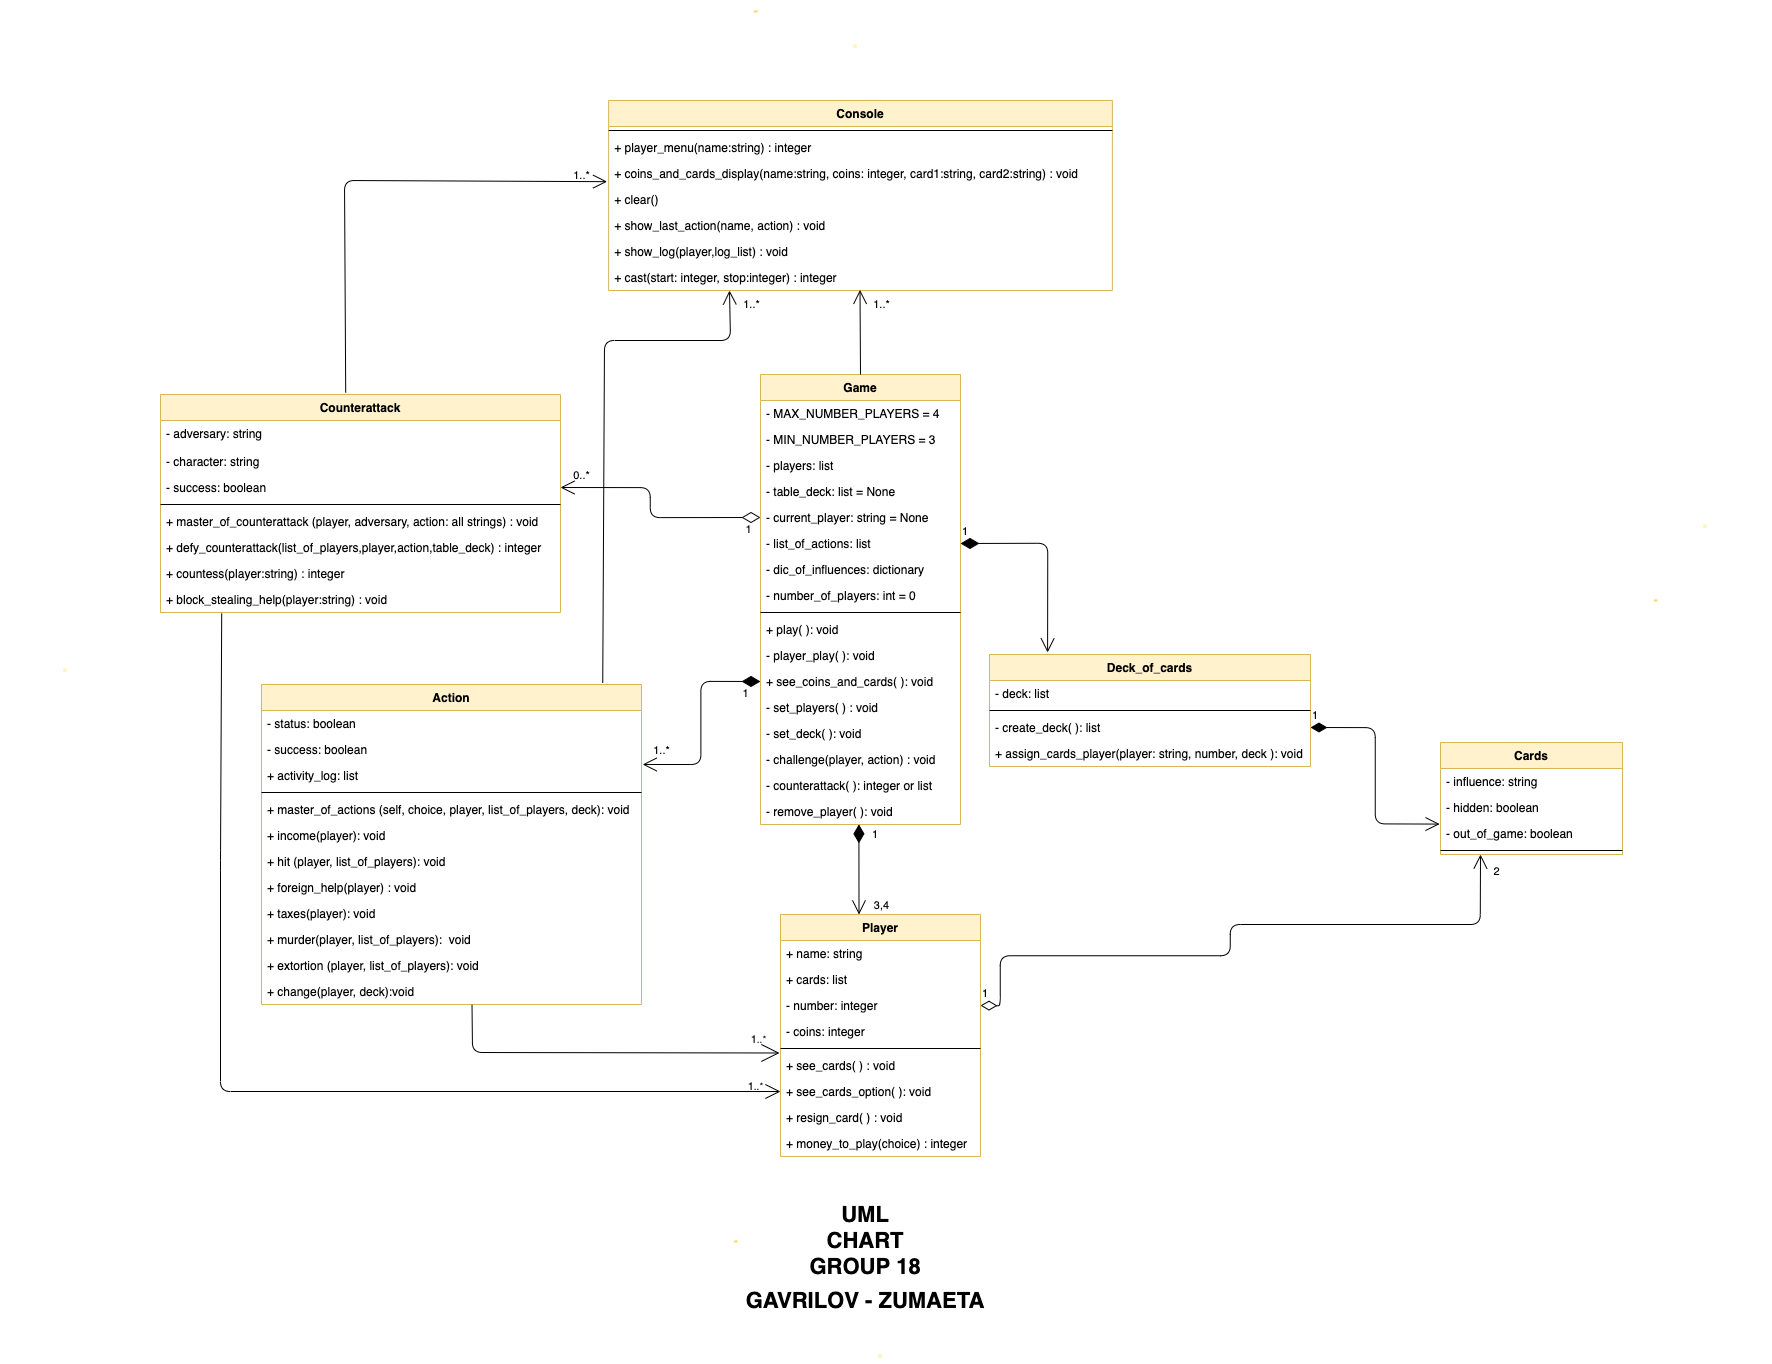 Console
+ player_menu(name:string) : integer
+ coins_and_cards_display(name:string, coins: integer, card1:string, card2:string) : void
+ clear()
+ show_last_action(name, action) : void
+ show_log(player,log_list) : void
+ cast(start: integer, stop:integer) : integer
1..*
1..*
1..*
Counterattack
- adversary: string
- character: string
- success: boolean
+ master_of_counterattack (player, adversary, action: all strings) : void
+ defy_counterattack(list_of_players,player,action,table_deck) : integer
+ countess(player:string) : integer
+ block_stealing_help(player:string) : void
0..*
1
Game
- MAX_NUMBER_PLAYERS = 4
- MIN_NUMBER_PLAYERS = 3
- players: list
- table_deck: list = None
- current_player: string = None
- list_of_actions: list
- dic_of_influences: dictionary
- number_of_players: int = 0
+ play( ): void
- player_play( ): void
+ see_coins_and_cards( ): void
- set_players( ) : void
- set_deck( ): void
- challenge(player, action) : void
- counterattack( ): integer or list
- remove_player( ): void
1
1
1..*
1
3,4
Action
- status: boolean
- success: boolean
+ activity_log: list
+ master_of_actions (self, choice, player, list_of_players, deck): void
+ income(player): void
+ hit (player, list_of_players): void
+ foreign_help(player) : void
+ taxes(player): void
+ murder(player, list_of_players):  void
+ extortion (player, list_of_players): void
+ change(player, deck):void
1..*
1..*
Deck_of_cards
- deck: list
- create_deck( ): list
+ assign_cards_player(player: string, number, deck ): void
1
Cards
- influence: string
- hidden: boolean
- out_of_game: boolean
2
Player
+ name: string
+ cards: list
- number: integer
- coins: integer
+ see_cards( ) : void
+ see_cards_option( ): void
+ resign_card( ) : void
+ money_to_play(choice) : integer
1
UML
CHART
GROUP 18
GAVRILOV - ZUMAETA